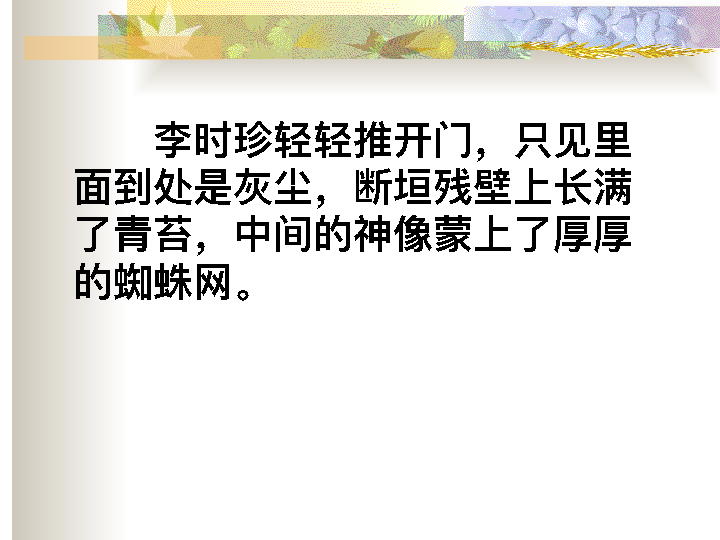 李时珍轻轻推开门，只见里
面到处是灰尘，断垣残壁上长满
了青苔，中间的神像蒙上了厚厚
的蜘蛛网。